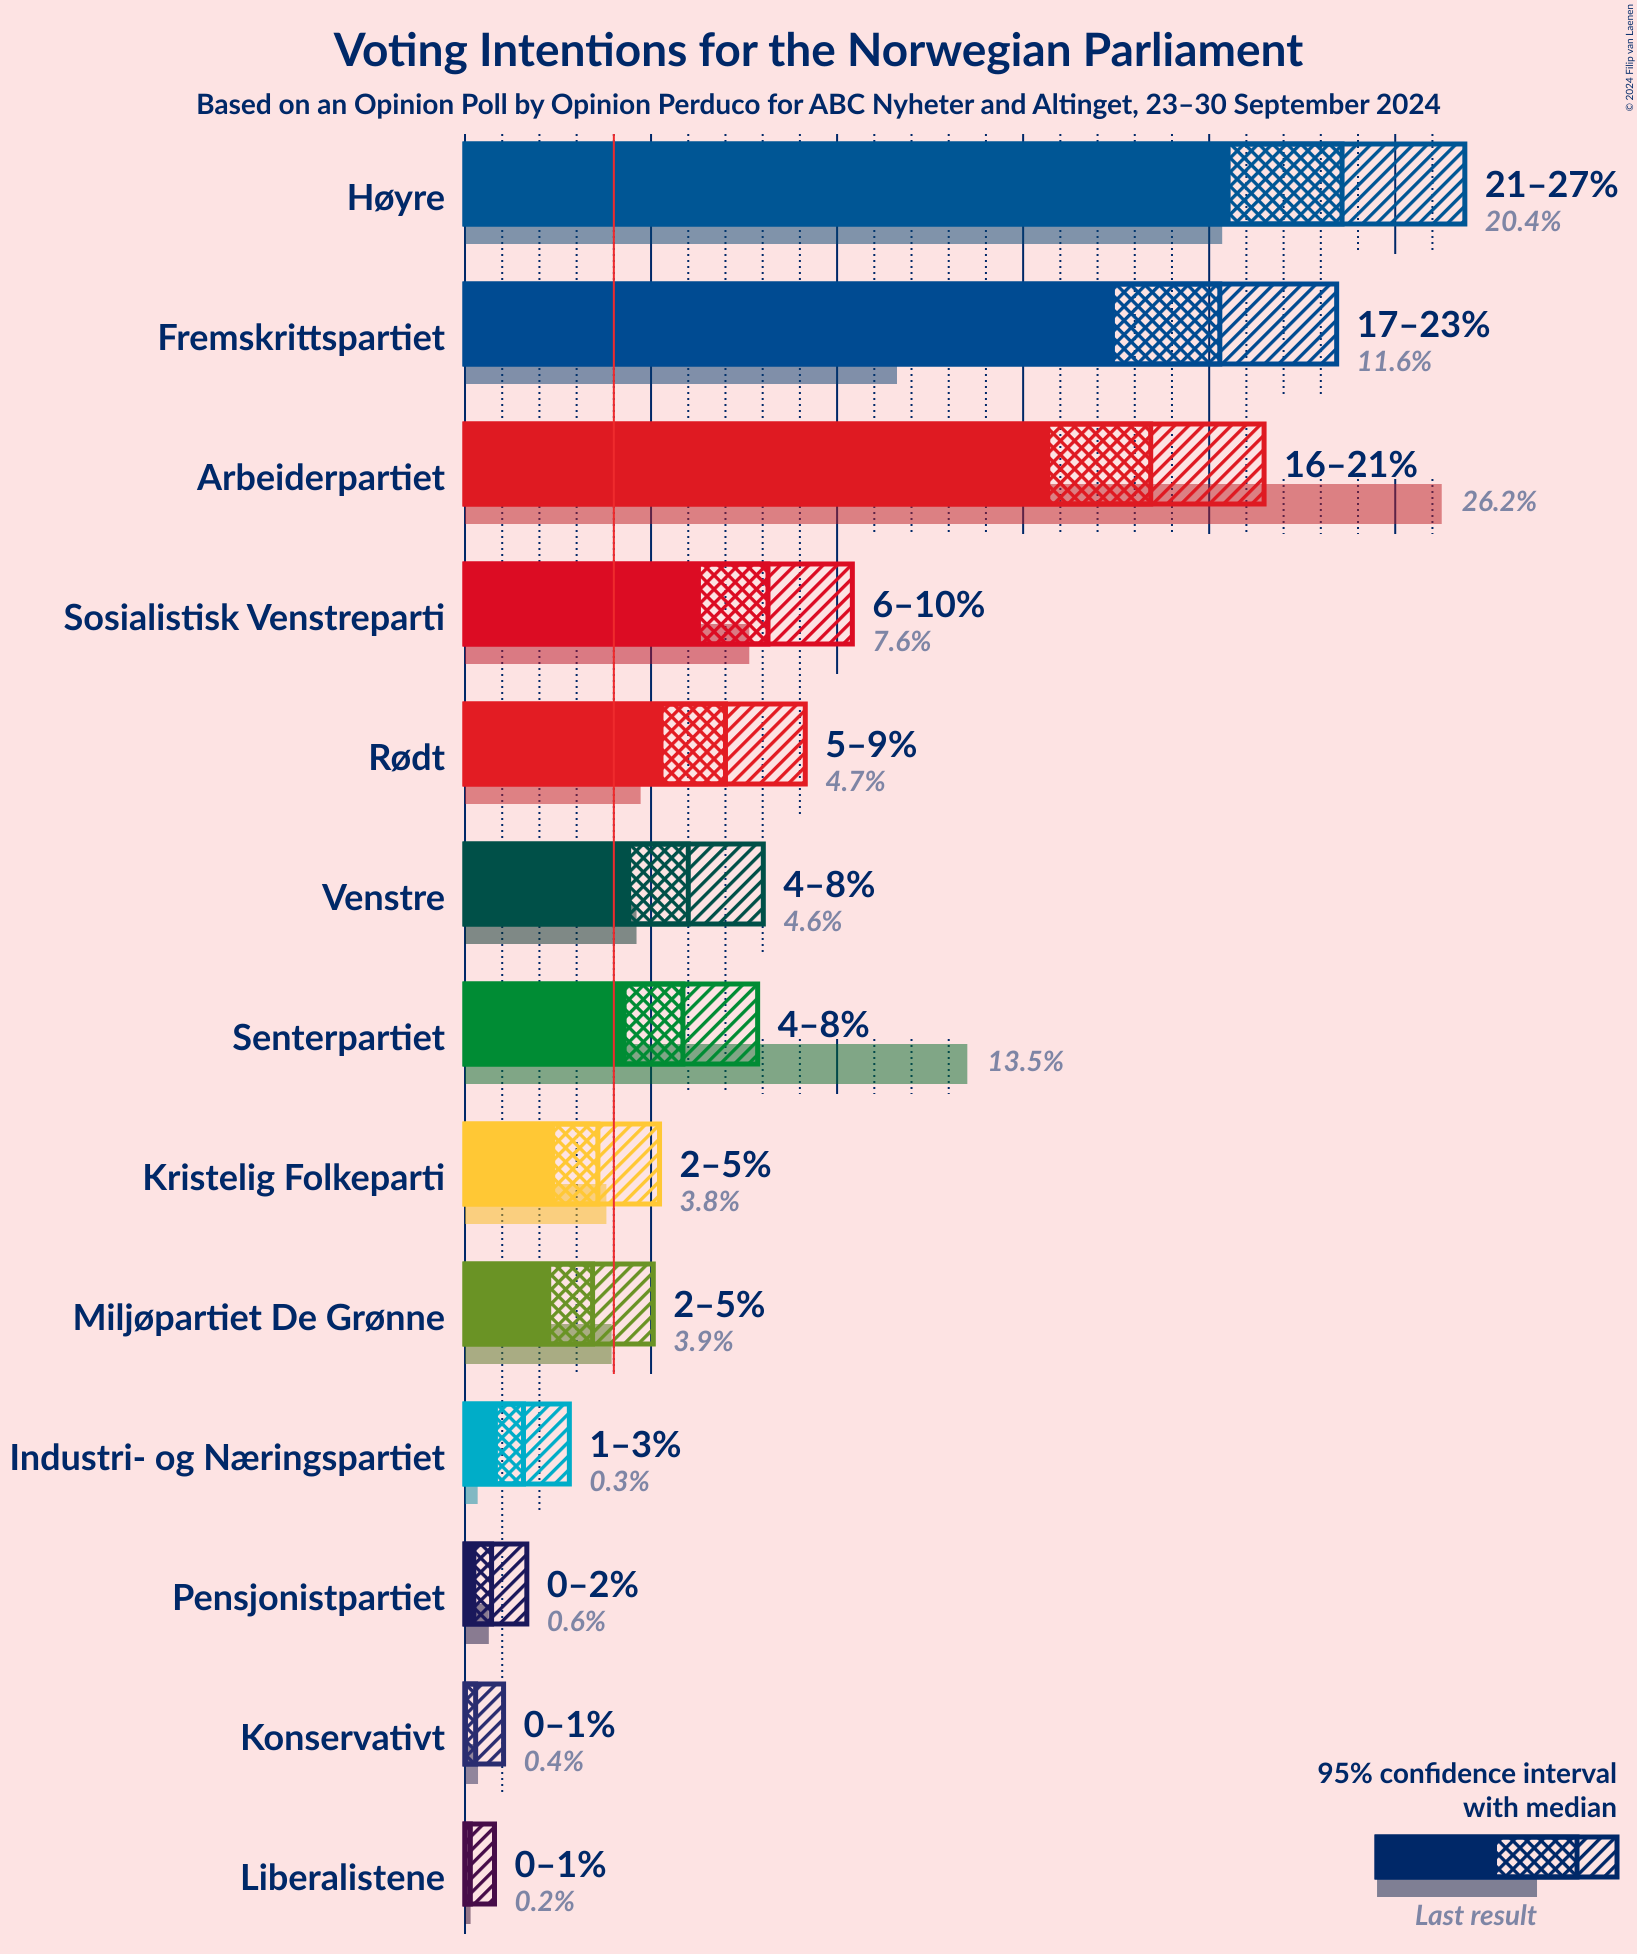 Voting Intentions for the Norwegian Parliament
Based on an Opinion Poll by Opinion Perduco for ABC Nyheter and Altinget, 23–30 September 2024
© 2024 Filip van Laenen
Høyre
21–27%
20.4%
Fremskrittspartiet
17–23%
11.6%
Arbeiderpartiet
16–21%
26.2%
Sosialistisk Venstreparti
6–10%
7.6%
Rødt
5–9%
4.7%
Venstre
4–8%
4.6%
Senterpartiet
4–8%
13.5%
Kristelig Folkeparti
2–5%
3.8%
Miljøpartiet De Grønne
2–5%
3.9%
Industri- og Næringspartiet
1–3%
0.3%
Pensjonistpartiet
0–2%
0.6%
Konservativt
0–1%
0.4%
Liberalistene
0–1%
0.2%
95% confidence interval
with median
Last result